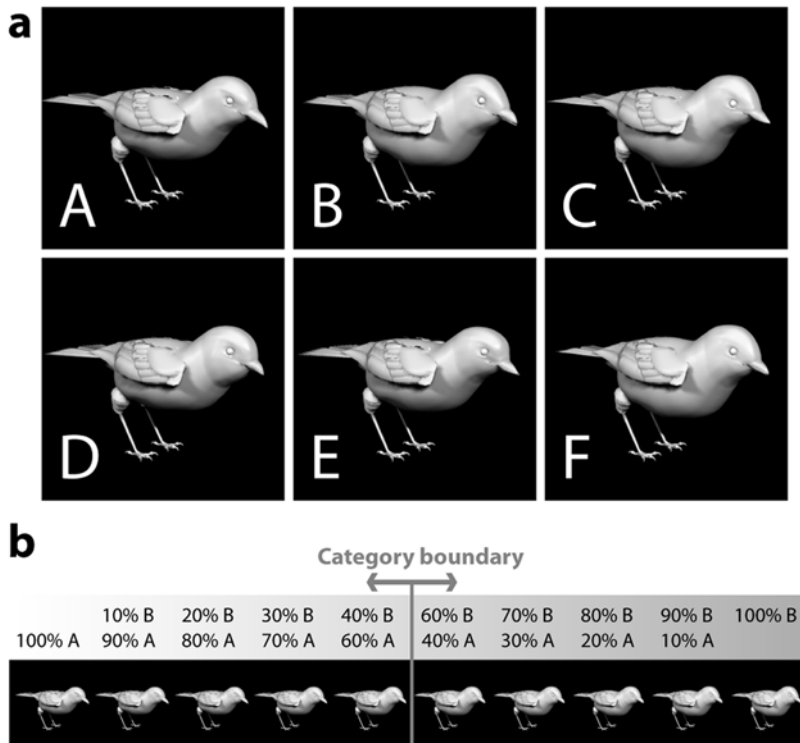 a
A B C
D E F
b
Category boundary
10% B 20% B 30% B 40% B 60% B 70% B 80% B 90% B 100% B
100% A 90% A 80% A 70% A 60% A 40% A 30% A 20% A 10% A